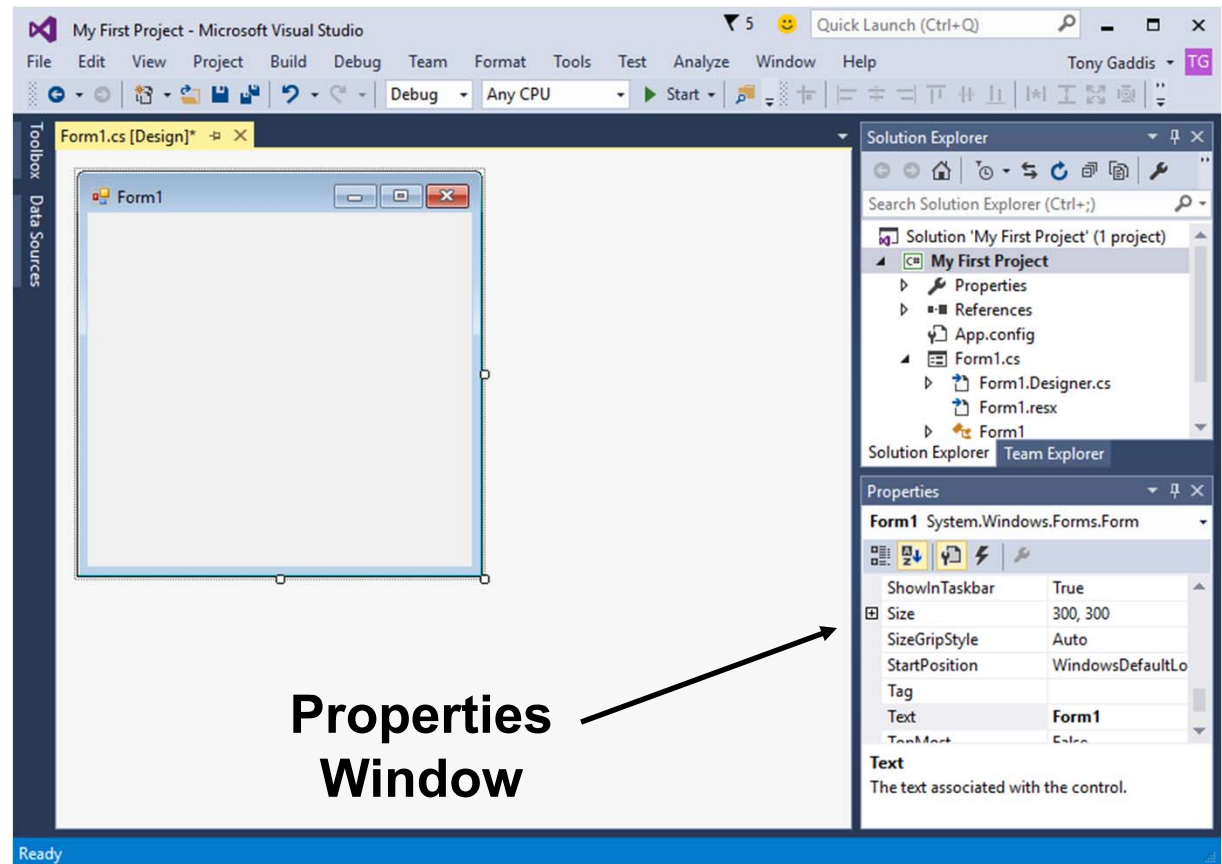 My First Project - Microsoft Visual Studio
5
Quick Launch (Ctrl+Q)
File Edit View Project Build Debug Team Format Tools Test Analyze Window Help
Tony Gaddis
TG
Debug
Any CPU
Start
Toolbox
Data Sources
Form1.cs [Design]*
Form1
Solution Explorer
Search Solution Explorer (Ctrl+;)
Solution 'My First Project' (1 project)
C# My First Project
Properties
References
App.config
Form1.cs
Form1.Designer.cs
Form1.resx
Form1
Solution Explorer Team Explorer
Properties
Form1 System.Windows.Forms.Form
ShowInTaskbar True
Size 300, 300
SizeGripStyle Auto
StartPosition WindowsDefaultLo
Tag
Text Form1
TopMost False
Text
The text associated with the control.
Properties
Window
Ready